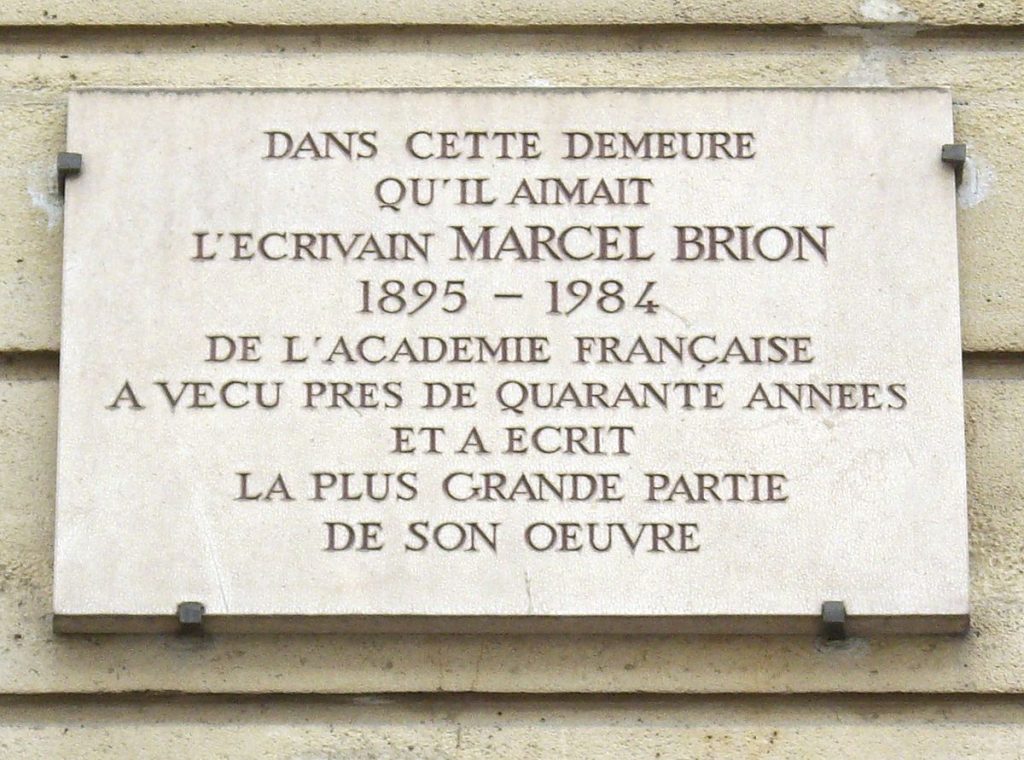 DANS CETTE DEMEURE
QU'IL AIMAIT
L'ECRIVAIN MARCEL BRION
1895 – 1984
DE L'ACADEMIE FRANÇAISE
A VECU PRES DE QUARANTE ANNEES
ET A ECRIT
LA PLUS GRANDE PARTIE
DE SON OEUVRE